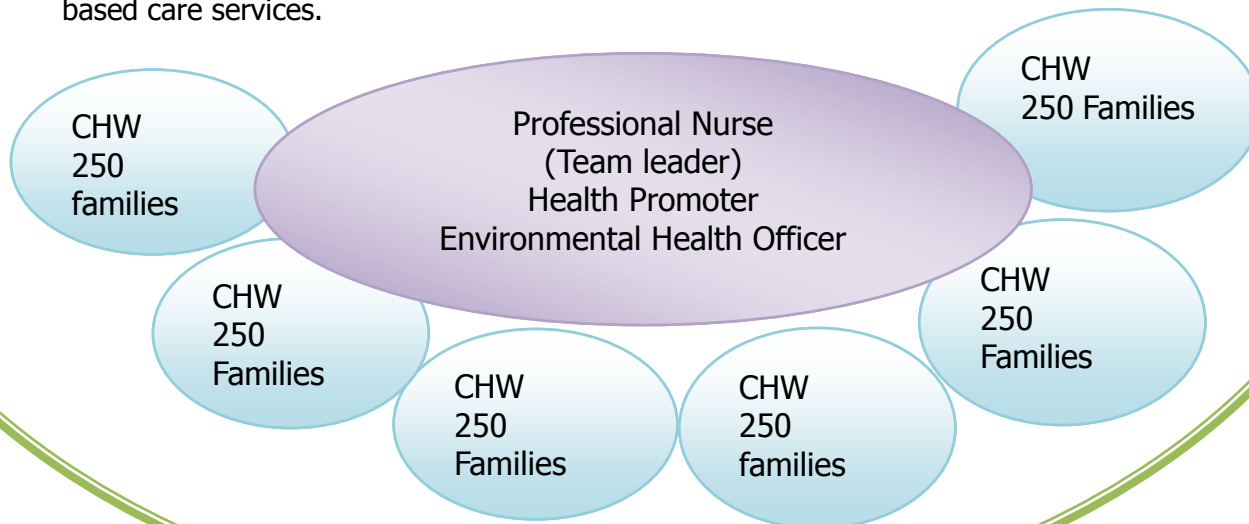 based care services.
Professional Nurse
(Team leader)
Health Promoter
Environmental Health Officer
CHW
250
families
CHW
250
Families
CHW
250
Families
CHW
250
families
CHW
250
Families
CHW
250 Families